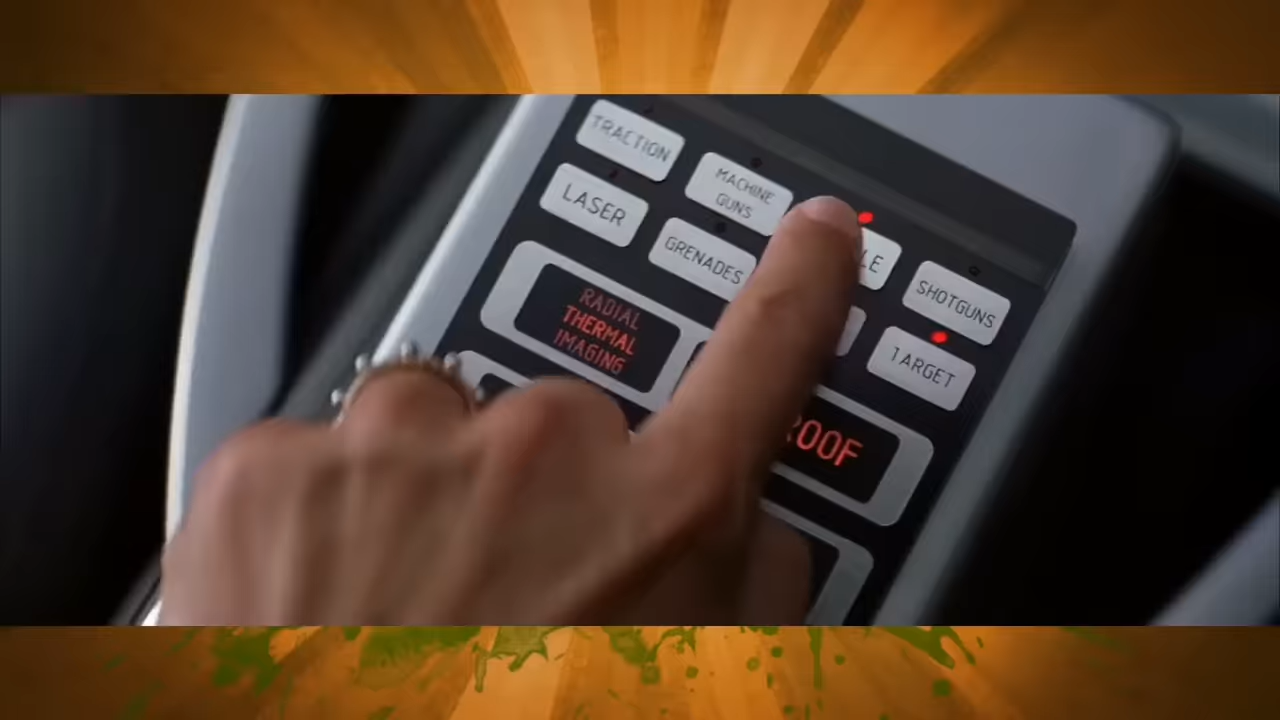 TRACTION
MACHINE
GUNS
SHOTGUNS
LASER
GRENADES
TARGET
RADIAL
THERMAL
IMAGING